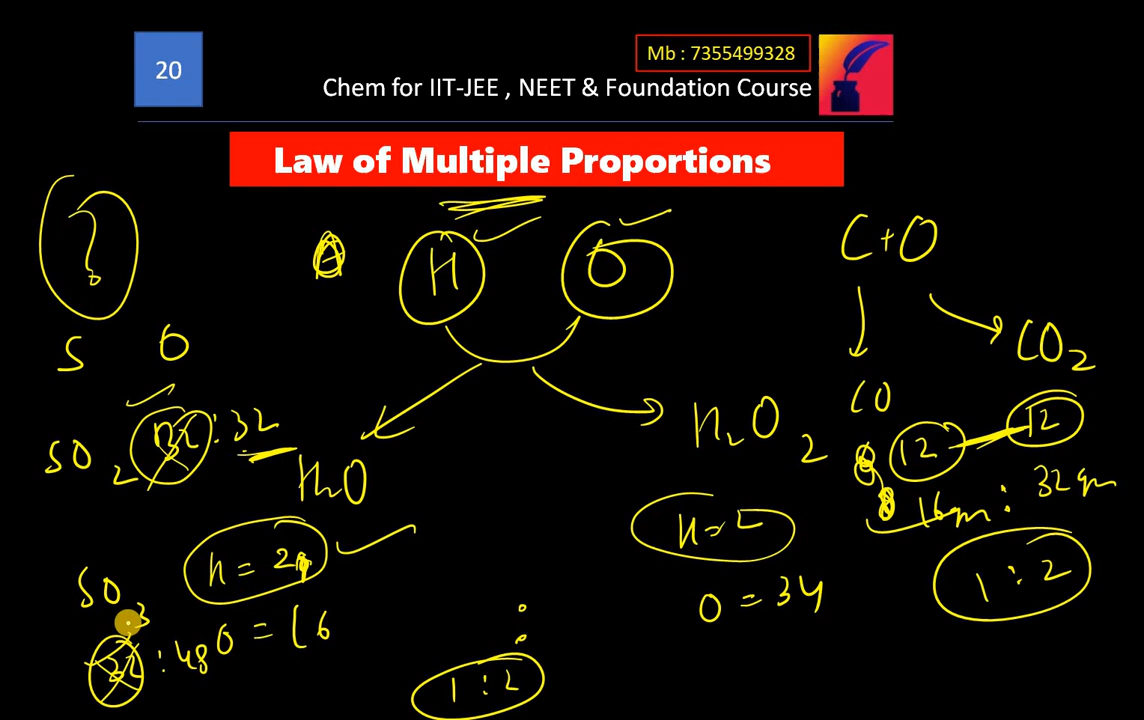 Mb : 7355499328
20
Chem for IIT-JEE , NEET & Foundation Course
Law of Multiple Proportions
?
H
O
C+O
S O
CO2
CO
12
12
SO2
: 32
H2O
H2O2
16gm : 32gm
H = 2
H = 2
1 : 2
SO3
O = 34
32 : 48
O = 16
1 : 2